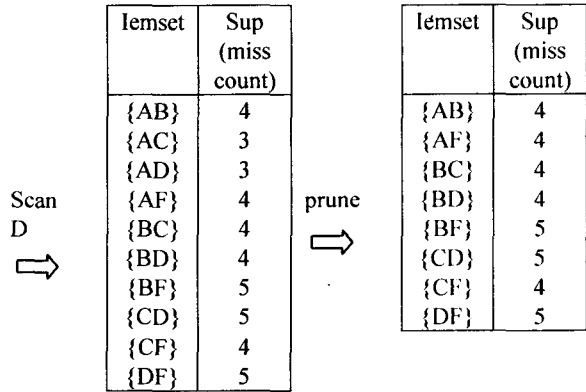 Iemset Sup (miss count)
{AB} 4
{AC} 3
{AD} 3
{AF} 4
{BC} 4
{BD} 4
{BF} 5
{CD} 5
{CF} 4
{DF} 5
Scan
D
prune
Iemset Sup (miss count)
{AB} 4
{AF} 4
{BC} 4
{BD} 4
{BF} 5
{CD} 5
{CF} 4
{DF} 5